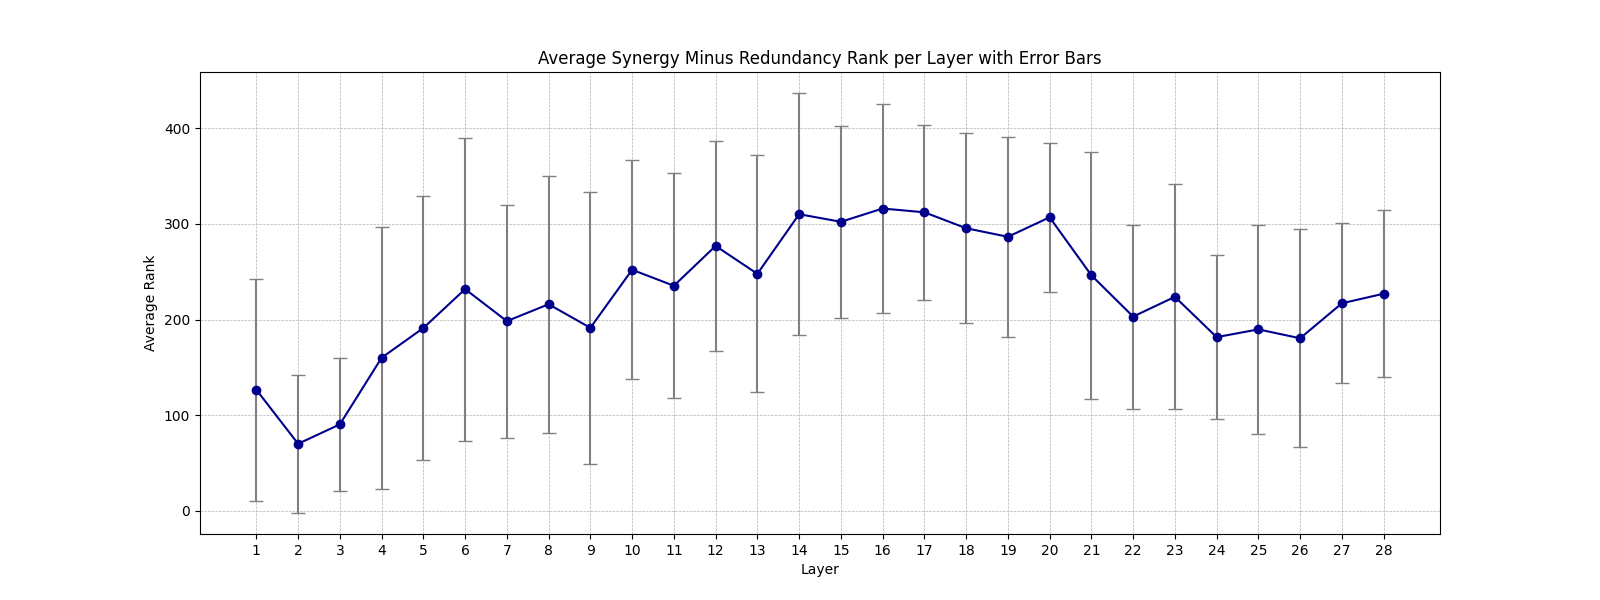 Average Synergy Minus Redundancy Rank per Layer with Error Bars
Average Rank
400
300
200
100
0
1 2 3 4 5 6 7 8 9 10 11 12 13 14 15 16 17 18 19 20 21 22 23 24 25 26 27 28
Layer